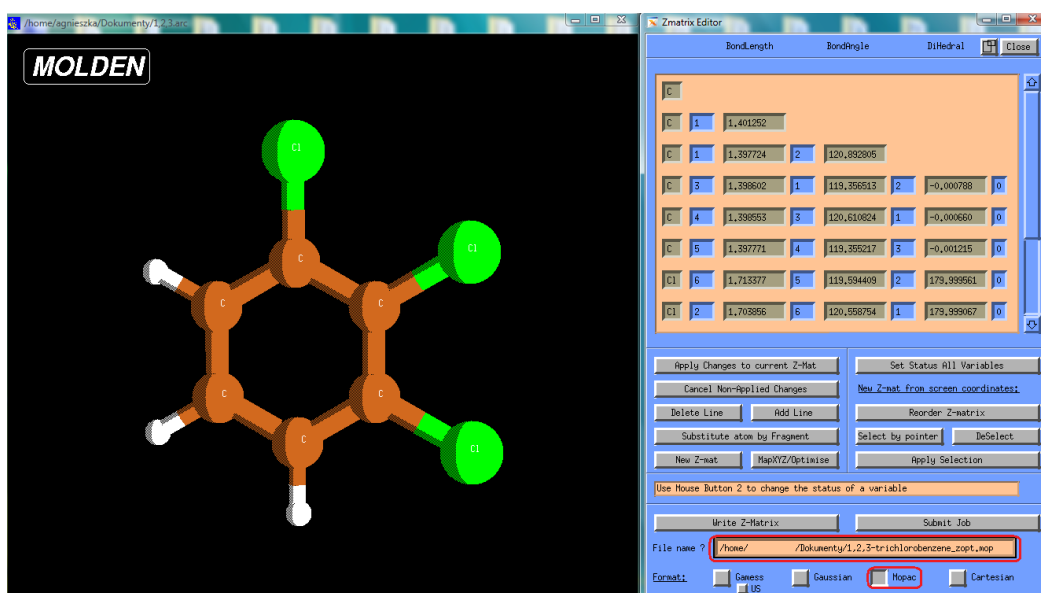 /home/agnieszka/Dokumenty/1,2,3.arc
MOLDEN
Cl
Cl
C
C
C
C
C
C
Cl
Zmatrix Editor
BondLength BondAngle DiHedral Close
C
C 1 1.401252
C 1 1.397724 2 120.892805
C 3 1.398602 1 119.356513 2 -0.000788 0
C 4 1.398553 3 120.610824 1 -0.000660 0
C 5 1.397771 4 119.355217 3 -0.001215 0
Cl 6 1.713377 5 119.594409 2 179.999561 0
Cl 2 1.703856 6 120.558754 1 179.999067 0
Apply Changes to current Z-Mat Set Status All Variables
Cancel Non-Applied Changes New Z-mat from screen coordinates:
Delete Line Add Line Reorder Z-matrix
Substitute atom by Fragment Select by pointer DeSelect
New Z-mat MapXYZ/Optimise Apply Selection
Use Mouse Button 2 to change the status of a variable
Write Z-Matrix Submit Job
File name ? /home/ /Dokumenty/1,2,3-trichlorobenzene_zopt.mop
Format: Gamess Gaussian Mopac Cartesian
US